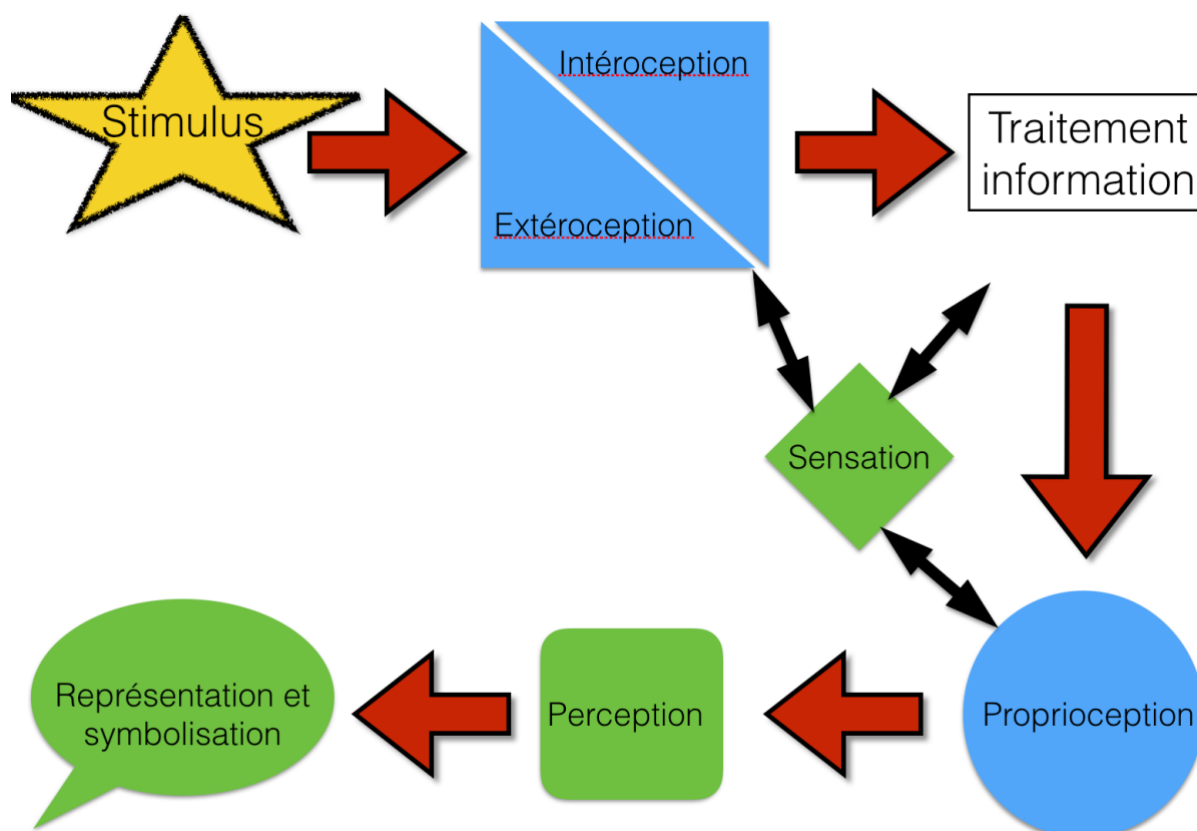 Stimulus
Intéroception
Extéroception
Traitement
information
Sensation
Proprioception
Perception
Représentation et
symbolisation